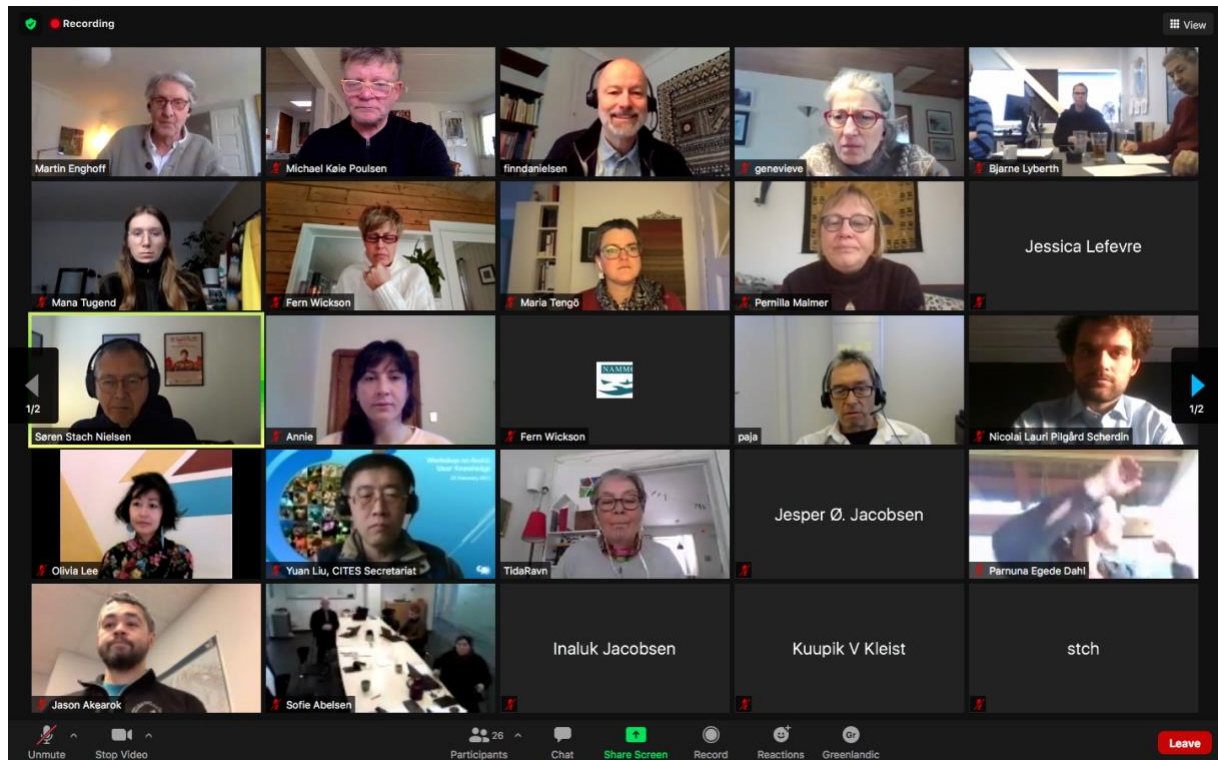 Recording
View
Martin Enghoff
Michael Køie Poulsen
finndanielsen
genevieve
Bjarne Lyberth
Mana Tugend
Fern Wickson
Maria Tengö
Pernilla Malmer
Jessica Lefevre
1/2
Søren Stach Nielsen
Annie
NAMM
Fern Wickson
paja
Nicolai Lauri Pilgård Scherdin
1/2
Olivia Lee
Workshop on Arctic
User Knowledge
Yuan Liu, CITES Secretariat
TidaRavn
Jesper Ø. Jacobsen
Parnuna Egede Dahl
Jason Akearok
Sofie Abelsen
Inaluk Jacobsen
Kuupik V Kleist
stch
Unmute
Stop Video
26
Participants
Chat
Share Screen
Record
Reactions
Gr
Greenlandic
Leave